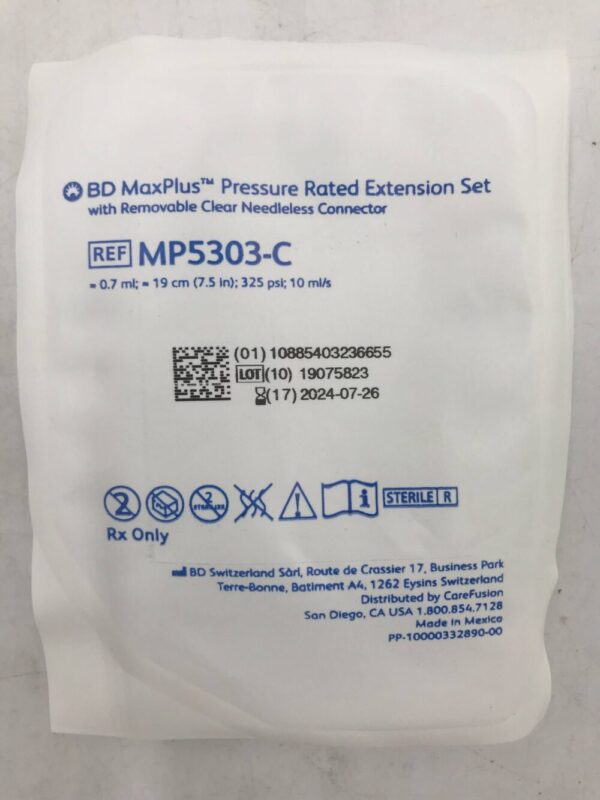 BD MaxPlus™ Pressure Rated Extension Set
with Removable Clear Needleless Connector
REF MP5303-C
≈ 0.7 ml; ≈ 19 cm (7.5 in); 325 psi; 10 ml/s
(01) 10885403236655
LOT (10) 19075823
(17) 2024-07-26
2 2 STERILIZE i STERILE R
Rx Only
BD Switzerland Sàrl, Route de Crassier 17, Business Park
Terre-Bonne, Batiment A4, 1262 Eysins Switzerland
Distributed by CareFusion
San Diego, CA USA 1.800.854.7128
Made in Mexico
PP-10000332890-00